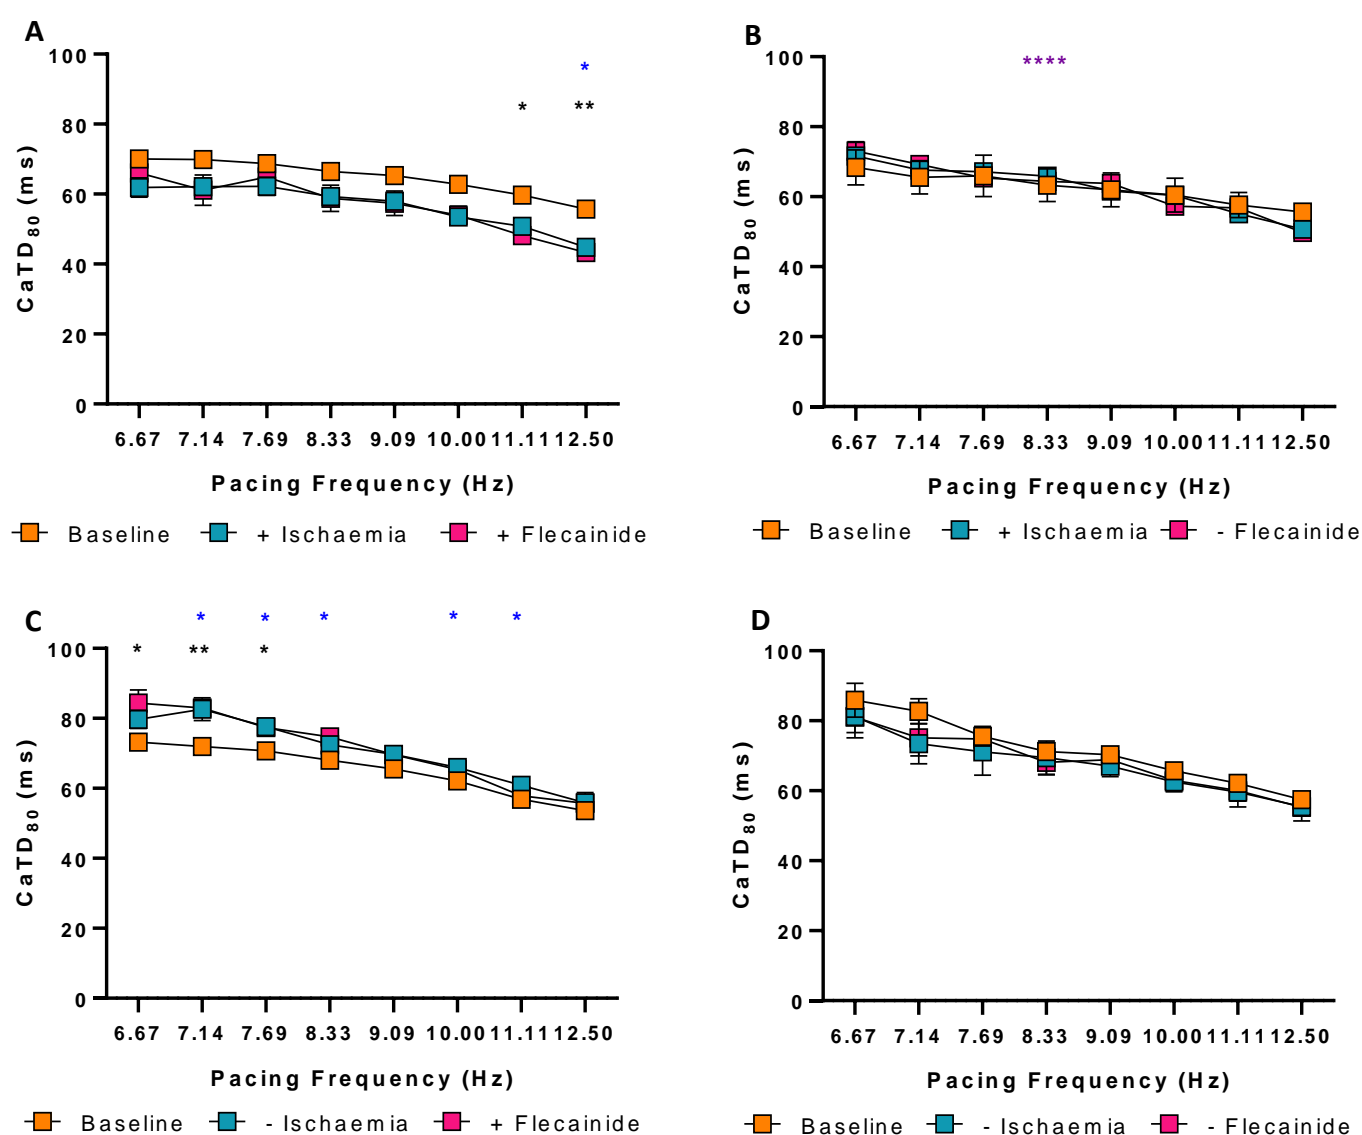 A
*
* **
100
80
60
40
20
0
CaTD80 (ms)
6.67 7.14 7.69 8.33 9.09 10.00 11.11 12.50
Pacing Frequency (Hz)
Baseline + Ischaemia + Flecainide
B
****
100
80
60
40
20
0
CaTD80 (ms)
6.67 7.14 7.69 8.33 9.09 10.00 11.11 12.50
Pacing Frequency (Hz)
Baseline + Ischaemia - Flecainide
C
* * * * *
* ** *
100
80
60
40
20
0
CaTD80 (ms)
6.67 7.14 7.69 8.33 9.09 10.00 11.11 12.50
Pacing Frequency (Hz)
Baseline - Ischaemia + Flecainide
D
100
80
60
40
20
0
CaTD80 (ms)
6.67 7.14 7.69 8.33 9.09 10.00 11.11 12.50
Pacing Frequency (Hz)
Baseline - Ischaemia - Flecainide